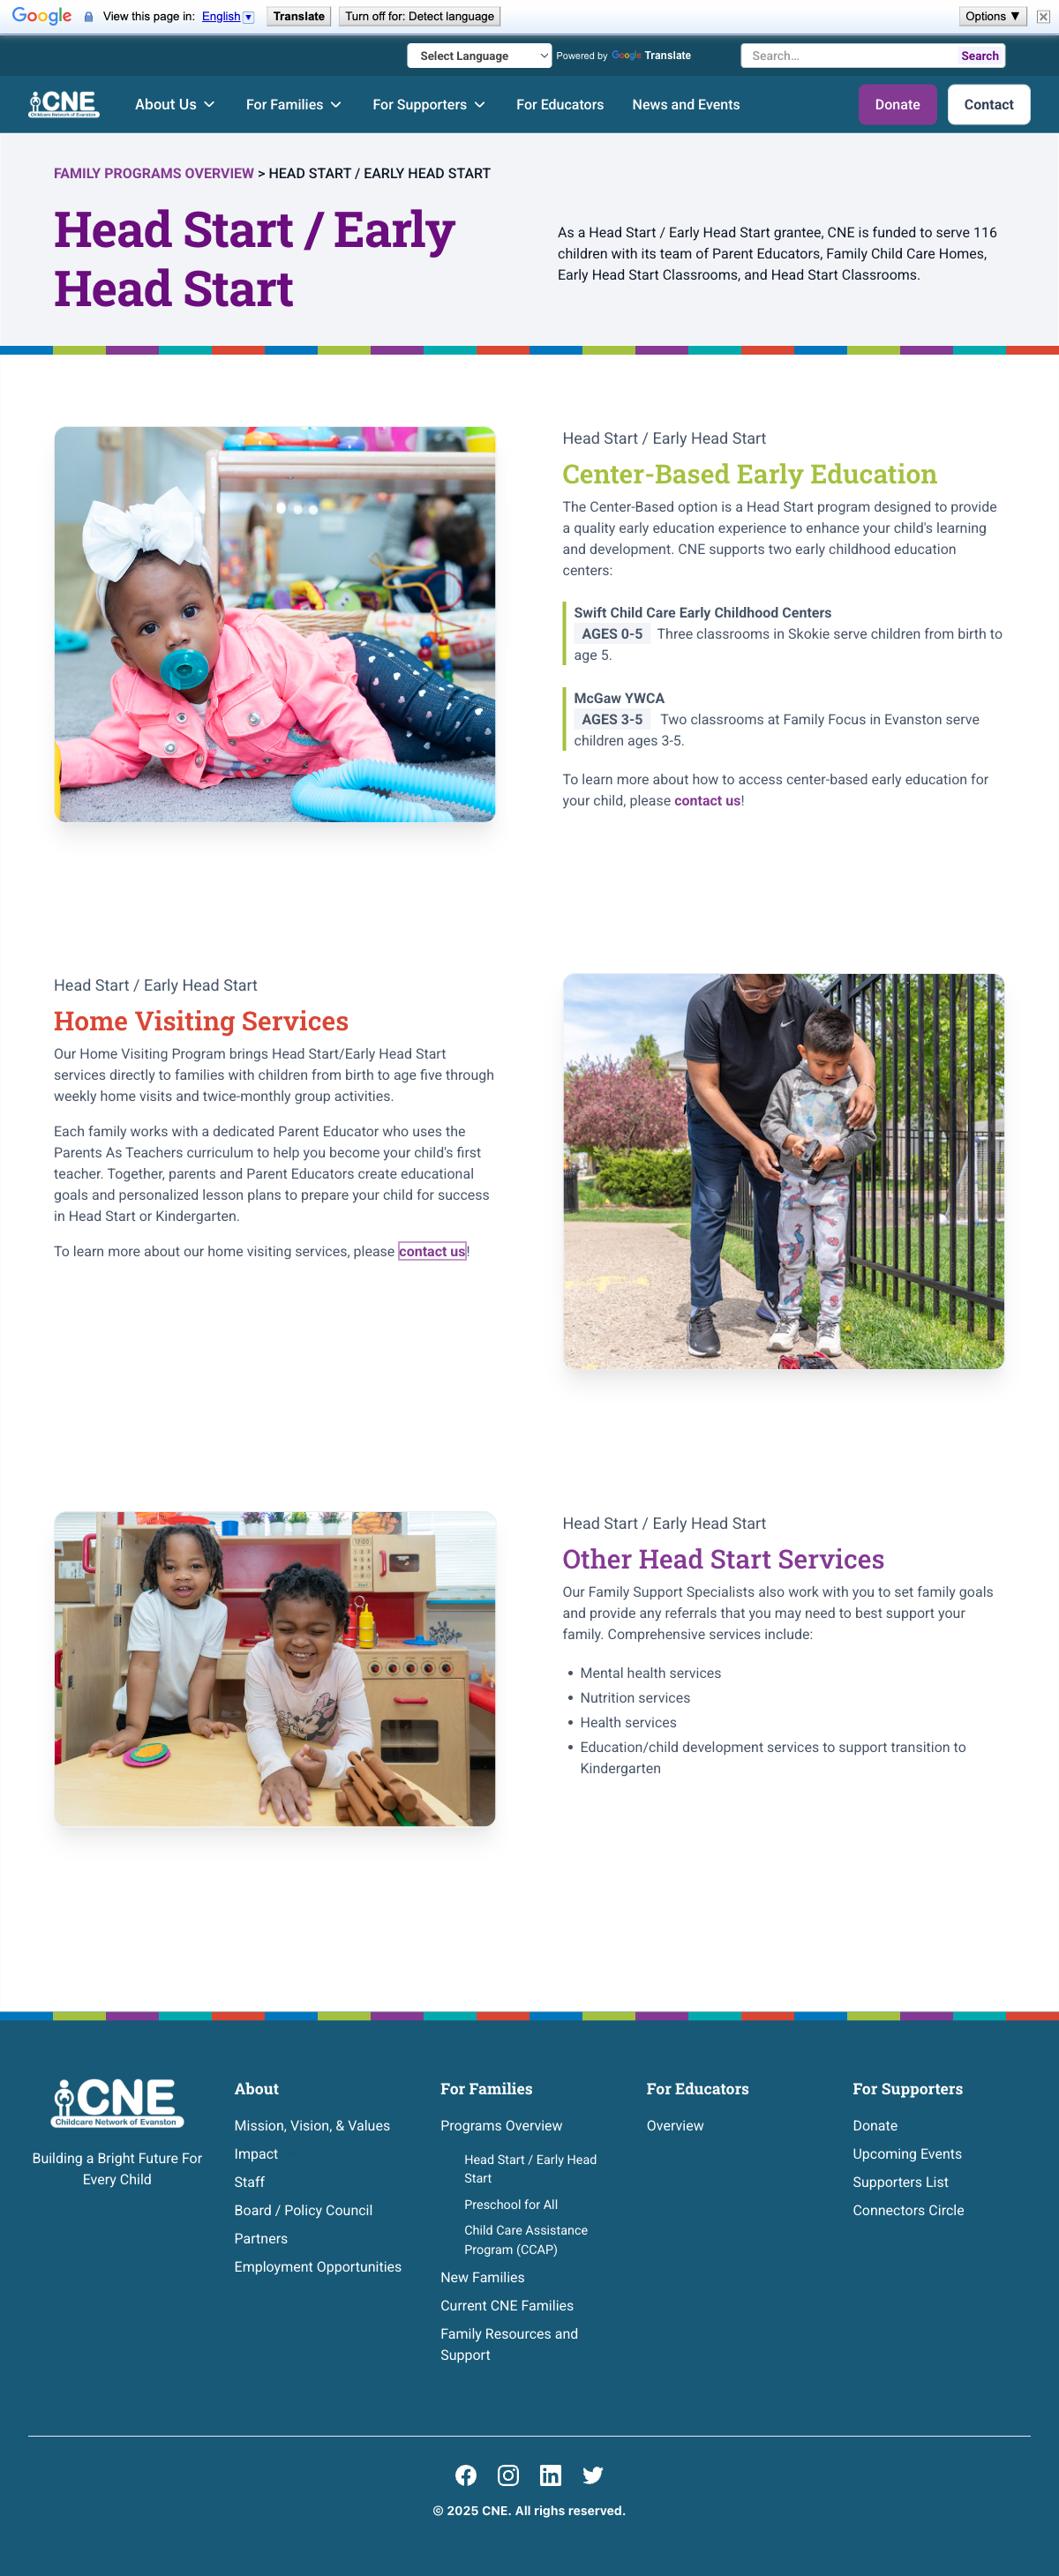 Google View this page in: English ▼ Translate Turn off for: Detect language Options ▼
Select Language Powered by Google Translate Search... Search
CNE
Childcare Network of Evanston
About Us For Families For Supporters For Educators News and Events Donate Contact
FAMILY PROGRAMS OVERVIEW > HEAD START / EARLY HEAD START
Head Start / Early
Head Start
As a Head Start / Early Head Start grantee, CNE is funded to serve 116
children with its team of Parent Educators, Family Child Care Homes,
Early Head Start Classrooms, and Head Start Classrooms.
Head Start / Early Head Start
Center-Based Early Education
The Center-Based option is a Head Start program designed to provide
a quality early education experience to enhance your child's learning
and development. CNE supports two early childhood education
centers:
Swift Child Care Early Childhood Centers
AGES 0-5 Three classrooms in Skokie serve children from birth to
age 5.
McGaw YWCA
AGES 3-5 Two classrooms at Family Focus in Evanston serve
children ages 3-5.
To learn more about how to access center-based early education for
your child, please contact us!
Head Start / Early Head Start
Home Visiting Services
Our Home Visiting Program brings Head Start/Early Head Start
services directly to families with children from birth to age five through
weekly home visits and twice-monthly group activities.
Each family works with a dedicated Parent Educator who uses the
Parents As Teachers curriculum to help you become your child's first
teacher. Together, parents and Parent Educators create educational
goals and personalized lesson plans to prepare your child for success
in Head Start or Kindergarten.
To learn more about our home visiting services, please contact us!
Head Start / Early Head Start
Other Head Start Services
Our Family Support Specialists also work with you to set family goals
and provide any referrals that you may need to best support your
family. Comprehensive services include:
• Mental health services
• Nutrition services
• Health services
• Education/child development services to support transition to
Kindergarten
CNE
Childcare Network of Evanston
Building a Bright Future For
Every Child
About
Mission, Vision, & Values
Impact
Staff
Board / Policy Council
Partners
Employment Opportunities
For Families
Programs Overview
Head Start / Early Head
Start
Preschool for All
Child Care Assistance
Program (CCAP)
New Families
Current CNE Families
Family Resources and
Support
For Educators
Overview
For Supporters
Donate
Upcoming Events
Supporters List
Connectors Circle
© 2025 CNE. All righs reserved.